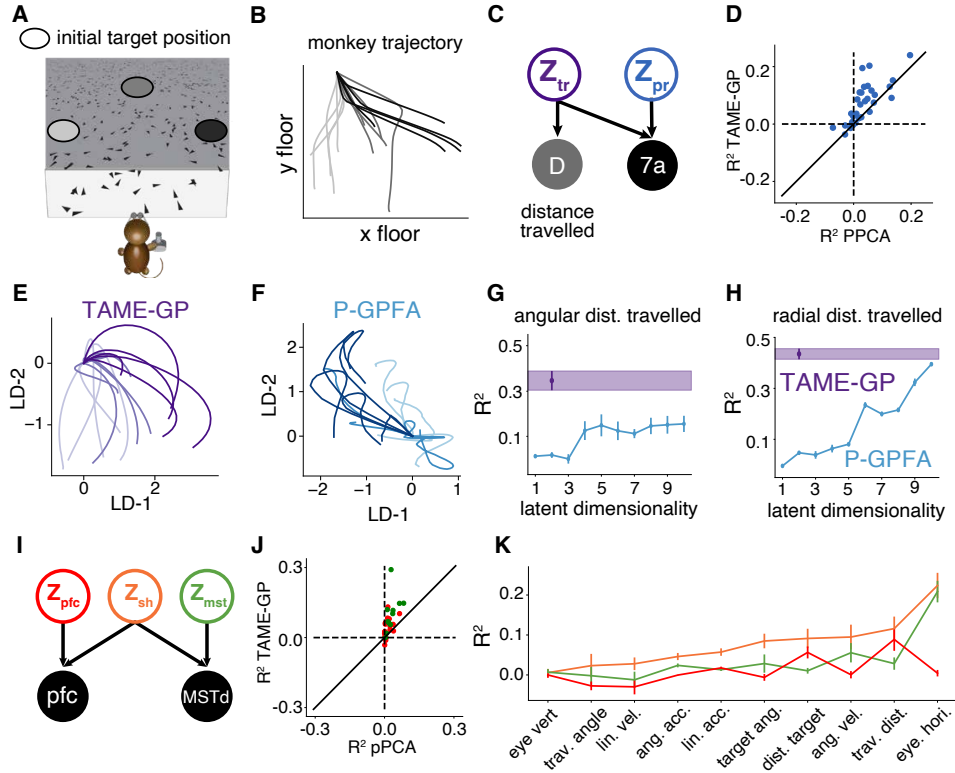 A
initial target position
B
monkey trajectory
y floor
x floor
C
Ztr
Zpr
D
7a
distance
travelled
D
R² TAME-GP
0.2
0.0
-0.2
-0.2
0.0
0.2
R² PPCA
E
TAME-GP
LD-2
0
−1
0
2
LD-1
F
P-GPFA
LD-2
2
1
0
−2
−1
0
1
LD-1
G
angular dist. travelled
R²
0.5
0.3
0.1
1
3
5
7
9
latent dimensionality
H
radial dist. travelled
R²
0.5
0.3
0.1
TAME-GP
P-GPFA
1
3
5
7
9
latent dimensionality
I
Zpfc
Zsh
Zmst
pfc
MSTd
J
R² TAME-GP
0.3
0.0
-0.3
-0.3
0.0
0.3
R² pPCA
K
R²
0.2
0.1
0.0
eye vert
trav. angle
lin. vel.
ang. acc.
lin. acc.
target ang.
dist. target
ang. vel.
trav. dist.
eye. hori.